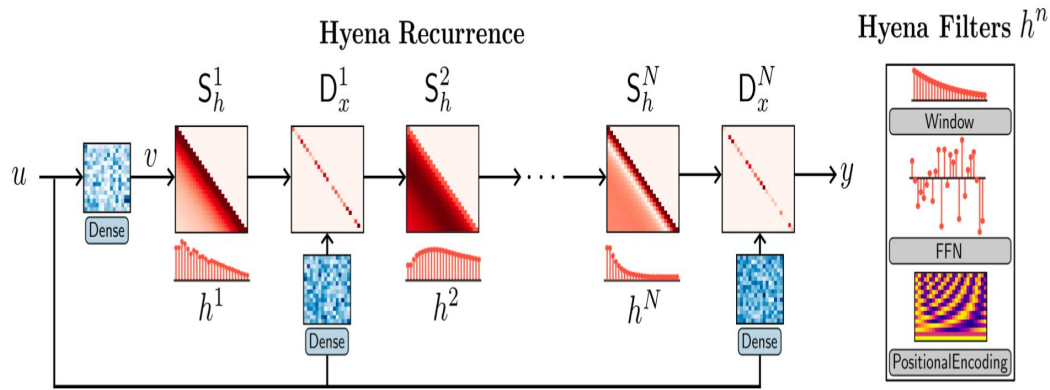 Hyena Recurrence
Hyena Filters hⁿ
S_h^1 D_x^1 S_h^2 S_h^N D_x^N
Window
u v ··· y
Dense
FFN
h^1 h^2 h^N
Dense Dense
PositionalEncoding